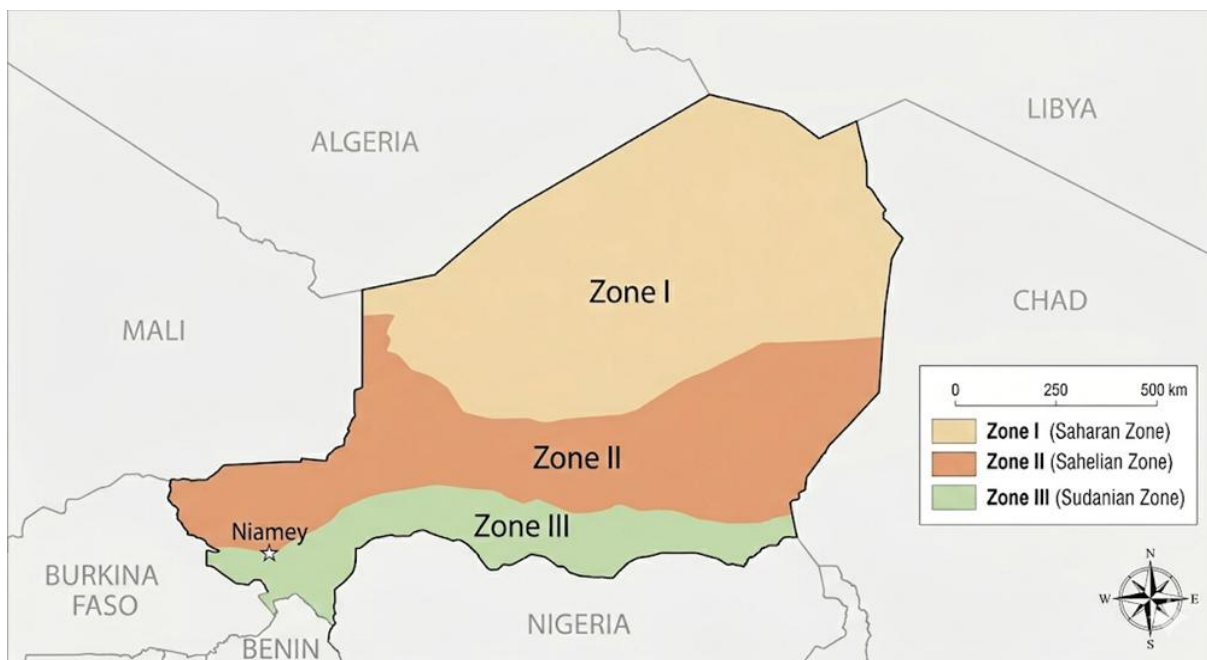 LIBYA
ALGERIA
Zone I
CHAD
MALI
0 250 500 km
Zone I (Saharan Zone)
Zone II (Sahelian Zone)
Zone III (Sudanian Zone)
Zone II
Zone III
Niamey
BURKINA
FASO
NIGERIA
BENIN
N
W E
S